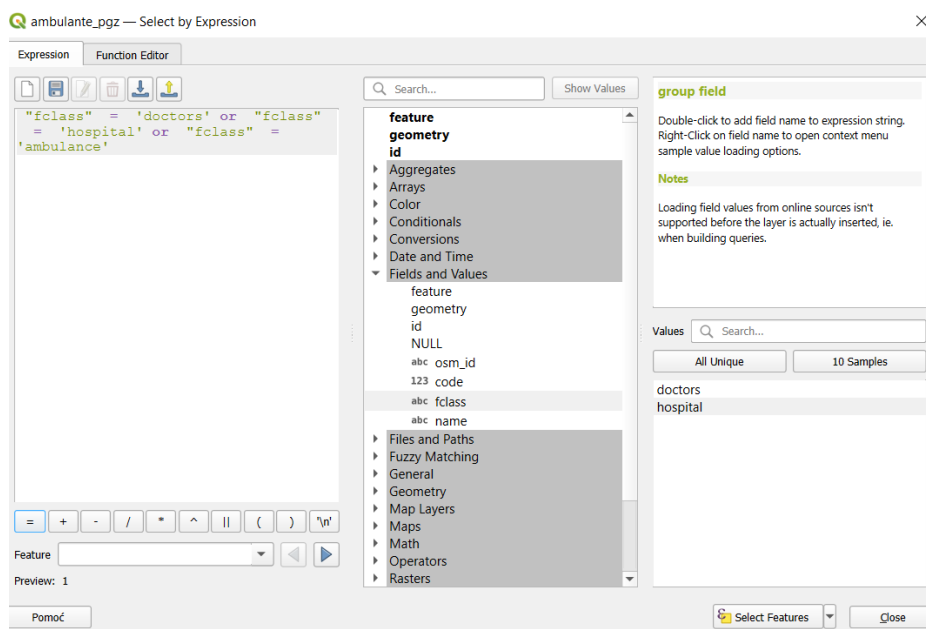 ambulante_pgz — Select by Expression
Expression
Function Editor
"fclass" = 'doctors' or "fclass"
= 'hospital' or "fclass" =
'ambulance'
= + - / * ^ || ( ) '\n'
Feature
Preview: 1
Search...
Show Values
feature
geometry
id
Aggregates
Arrays
Color
Conditionals
Conversions
Date and Time
Fields and Values
feature
geometry
id
NULL
abc osm_id
123 code
abc fclass
abc name
Files and Paths
Fuzzy Matching
General
Geometry
Map Layers
Maps
Math
Operators
Rasters
group field
Double-click to add field name to expression string.
Right-Click on field name to open context menu
sample value loading options.
Notes
Loading field values from online sources isn't
supported before the layer is actually inserted, ie.
when building queries.
Values
Search...
All Unique
10 Samples
doctors
hospital
Pomoć
Select Features
Close